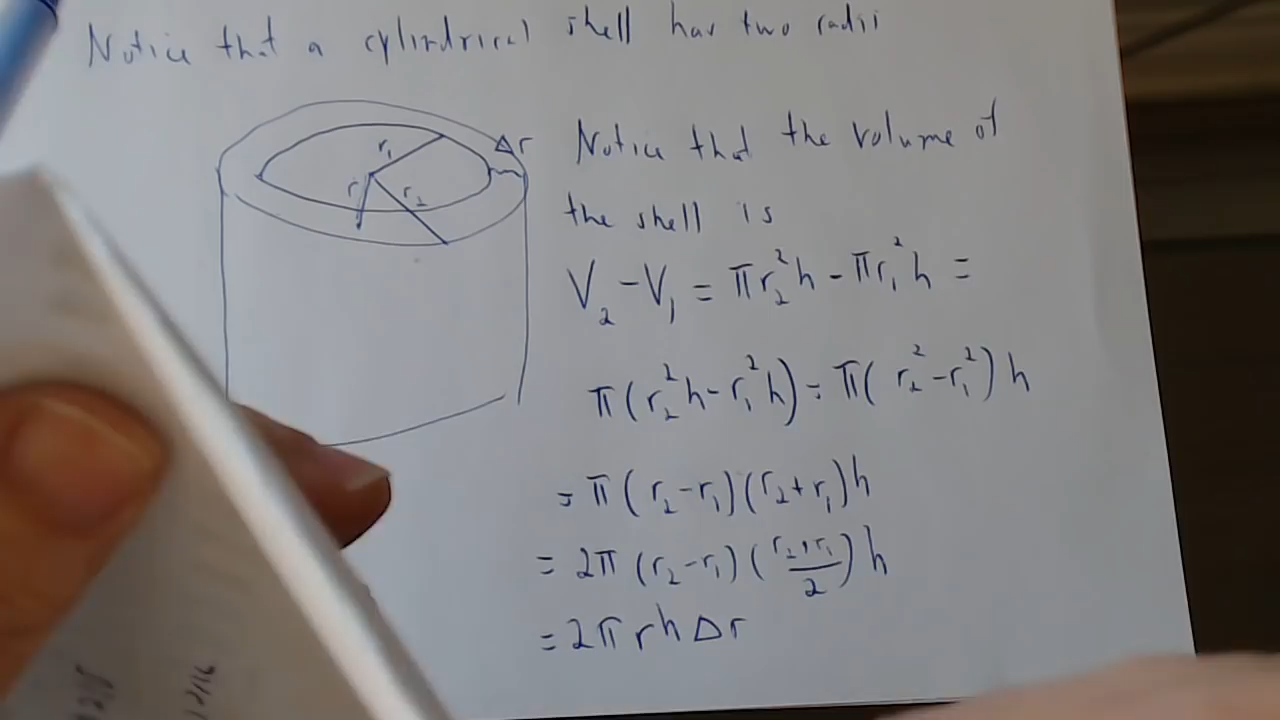 Notice that a cylindrical shell has two radii
r₁
r
r₂
Δr
Notice that the volume of
the shell is
V₂ - V₁ = πr₂²h - πr₁²h =
π(r₂²h - r₁²h) = π(r₂² - r₁²)h
= π(r₂ - r₁)(r₂ + r₁)h
= 2π(r₂ - r₁)((r₂ + r₁)/2)h
= 2πrhΔr